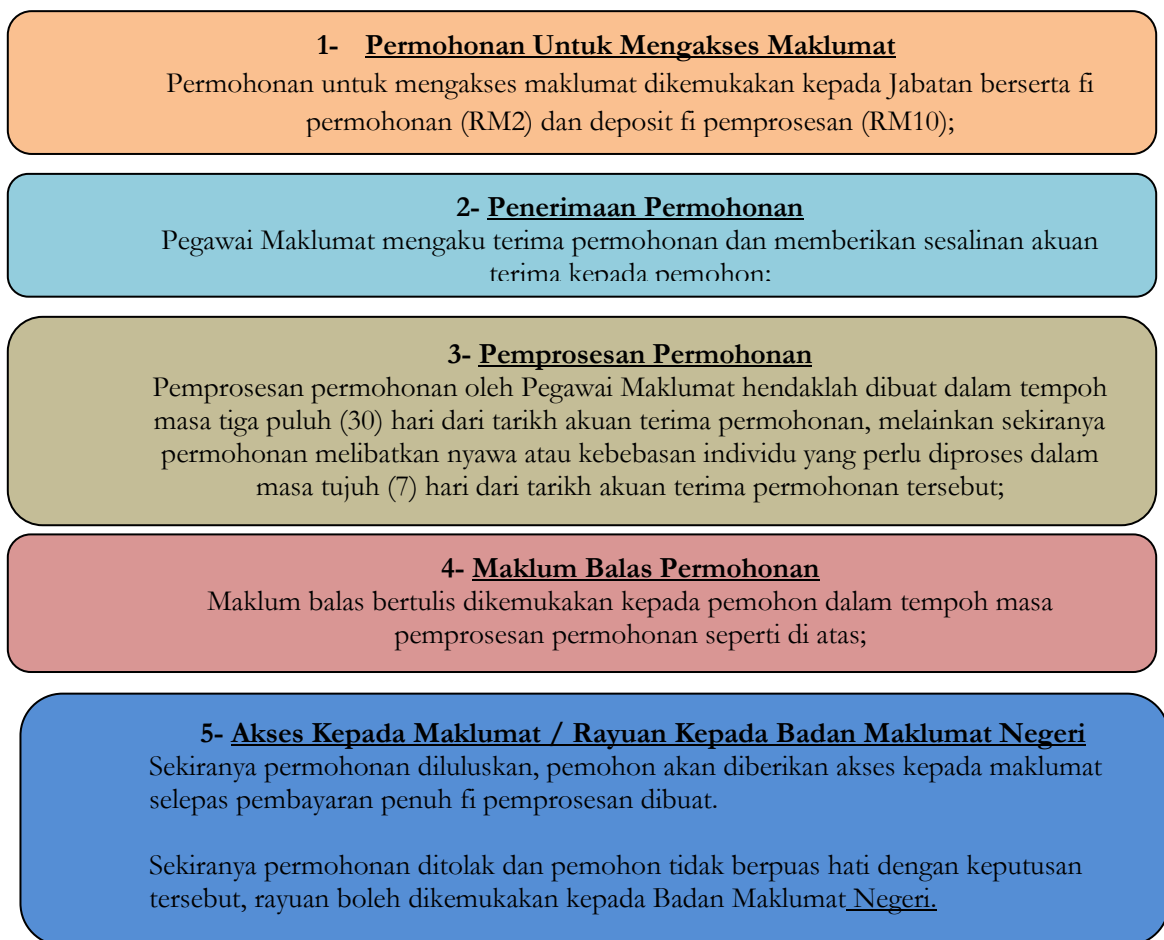 1- Permohonan Untuk Mengakses Maklumat
Permohonan untuk mengakses maklumat dikemukakan kepada Jabatan berserta fi
permohonan (RM2) dan deposit fi pemprosesan (RM10);
2- Penerimaan Permohonan
Pegawai Maklumat mengaku terima permohonan dan memberikan sesalinan akuan
terima kepada pemohon;
3- Pemprosesan Permohonan
Pemprosesan permohonan oleh Pegawai Maklumat hendaklah dibuat dalam tempoh
masa tiga puluh (30) hari dari tarikh akuan terima permohonan, melainkan sekiranya
permohonan melibatkan nyawa atau kebebasan individu yang perlu diproses dalam
masa tujuh (7) hari dari tarikh akuan terima permohonan tersebut;
4- Maklum Balas Permohonan
Maklum balas bertulis dikemukakan kepada pemohon dalam tempoh masa
pemprosesan permohonan seperti di atas;
5- Akses Kepada Maklumat / Rayuan Kepada Badan Maklumat Negeri
Sekiranya permohonan diluluskan, pemohon akan diberikan akses kepada maklumat
selepas pembayaran penuh fi pemprosesan dibuat.
Sekiranya permohonan ditolak dan pemohon tidak berpuas hati dengan keputusan
tersebut, rayuan boleh dikemukakan kepada Badan Maklumat Negeri.